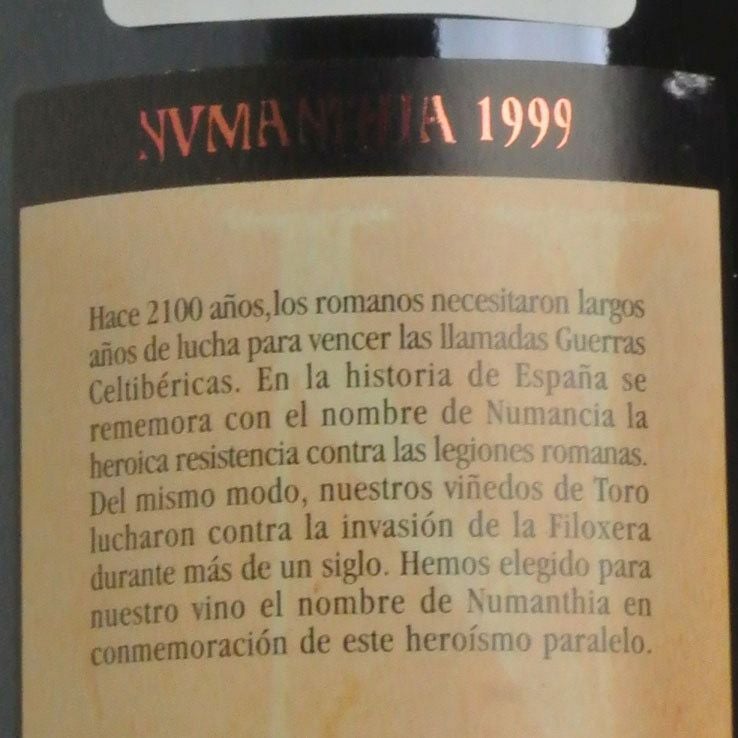 NVMANTHIA 1999
Hace 2100 años,los romanos necesitaron largos
años de lucha para vencer las llamadas Guerras
Celtibéricas. En la historia de España se
rememora con el nombre de Numancia la
heroica resistencia contra las legiones romanas.
Del mismo modo, nuestros viñedos de Toro
lucharon contra la invasión de la Filoxera
durante más de un siglo. Hemos elegido para
nuestro vino el nombre de Numanthia en
conmemoración de este heroísmo paralelo.